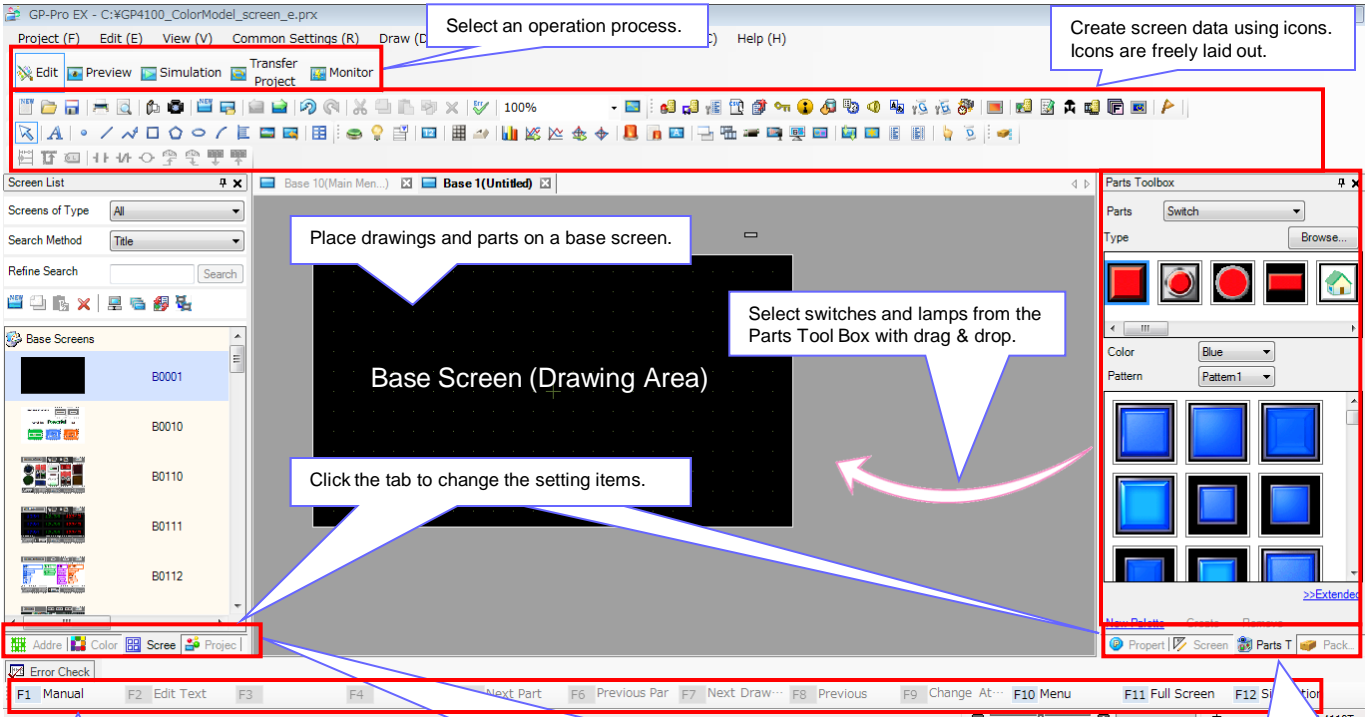 GP-Pro EX - C:¥GP4100_ColorModel_screen_e.prx
Project (F) Edit (E) View (V) Common Settings (R) Draw (D Help (H)
Select an operation process.
Create screen data using icons.
Icons are freely laid out.
Edit Preview Simulation Transfer Project Monitor
100%
Screen List
Base 10(Main Men...) Base 1(Untitled)
Parts Toolbox
Screens of Type All
Parts Switch
Search Method Title
Type Browse...
Refine Search Search
Place drawings and parts on a base screen.
Select switches and lamps from the
Parts Tool Box with drag & drop.
Base Screens
Color Blue
Pattern Pattern1
B0001
Base Screen (Drawing Area)
B0010
B0110
Click the tab to change the setting items.
B0111
B0112
>>Extended
New Palette Create Remove
Addre Color Scree Projec
Propert Screen Parts T Pack...
Error Check
F1 Manual F2 Edit Text F3 F4 Next Part F6 Previous Par F7 Next Draw... F8 Previous F9 Change At... F10 Menu F11 Full Screen F12